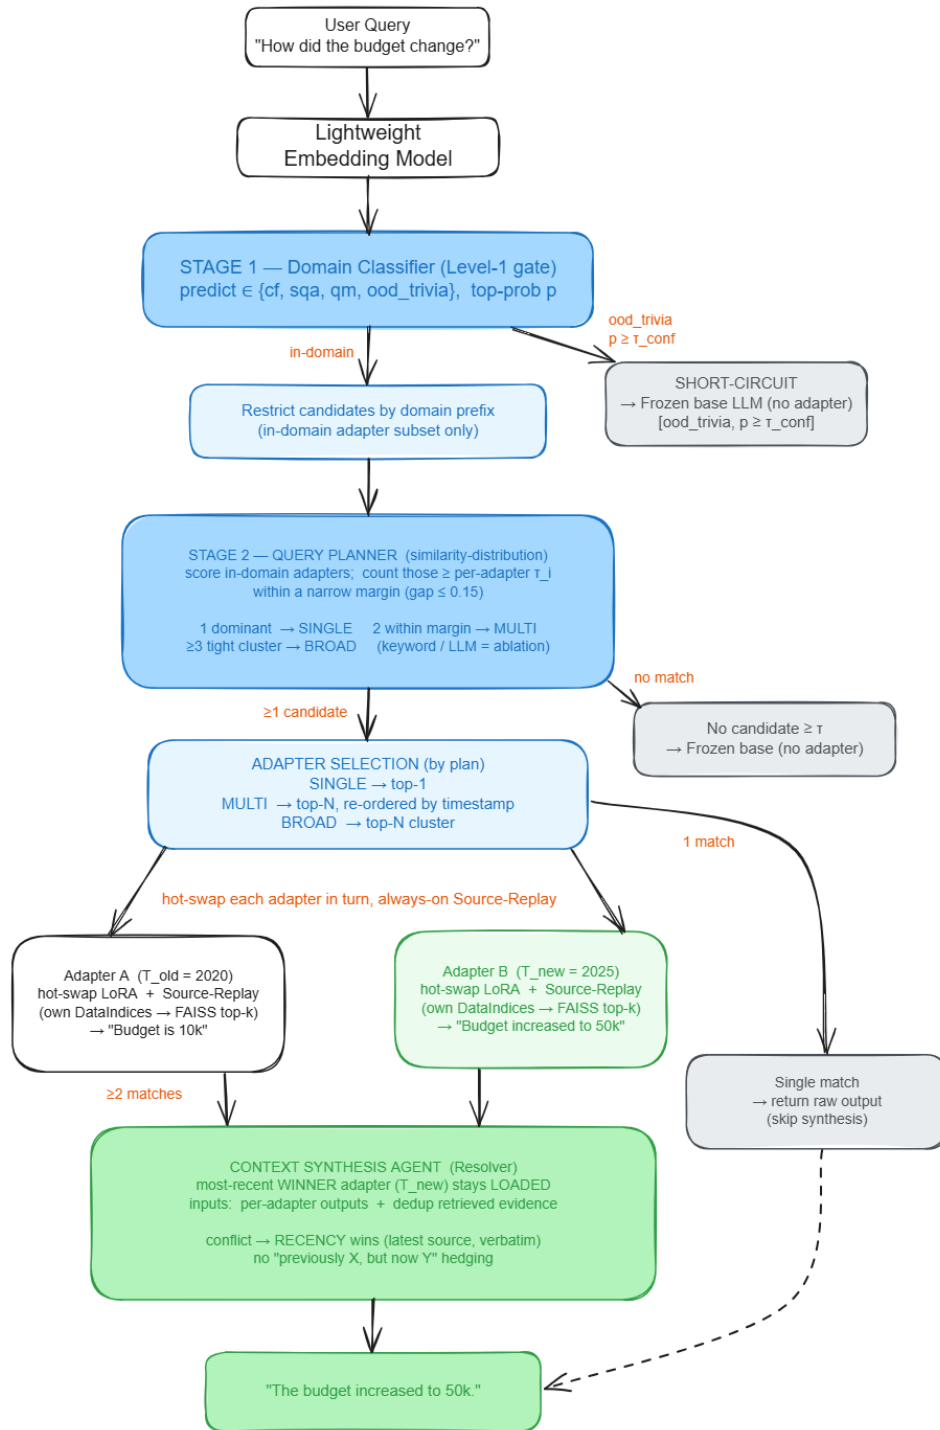 User Query
"How did the budget change?"
Lightweight
Embedding Model
STAGE 1 — Domain Classifier (Level-1 gate)
predict ∈ {cf, sqa, qm, ood_trivia}, top-prob p
ood_trivia
p ≥ τ_conf
in-domain
SHORT-CIRCUIT
→ Frozen base LLM (no adapter)
[ood_trivia, p ≥ τ_conf]
Restrict candidates by domain prefix
(in-domain adapter subset only)
STAGE 2 — QUERY PLANNER (similarity-distribution)
score in-domain adapters; count those ≥ per-adapter τ_i
within a narrow margin (gap ≤ 0.15)
1 dominant → SINGLE 2 within margin → MULTI
≥3 tight cluster → BROAD (keyword / LLM = ablation)
no match
≥1 candidate
No candidate ≥ τ
→ Frozen base (no adapter)
ADAPTER SELECTION (by plan)
SINGLE → top-1
MULTI → top-N, re-ordered by timestamp
BROAD → top-N cluster
1 match
hot-swap each adapter in turn, always-on Source-Replay
Adapter A (T_old = 2020)
hot-swap LoRA + Source-Replay
(own DataIndices → FAISS top-k)
→ "Budget is 10k"
Adapter B (T_new = 2025)
hot-swap LoRA + Source-Replay
(own DataIndices → FAISS top-k)
→ "Budget increased to 50k"
≥2 matches
Single match
→ return raw output
(skip synthesis)
CONTEXT SYNTHESIS AGENT (Resolver)
most-recent WINNER adapter (T_new) stays LOADED
inputs: per-adapter outputs + dedup retrieved evidence
conflict → RECENCY wins (latest source, verbatim)
no "previously X, but now Y" hedging
"The budget increased to 50k."